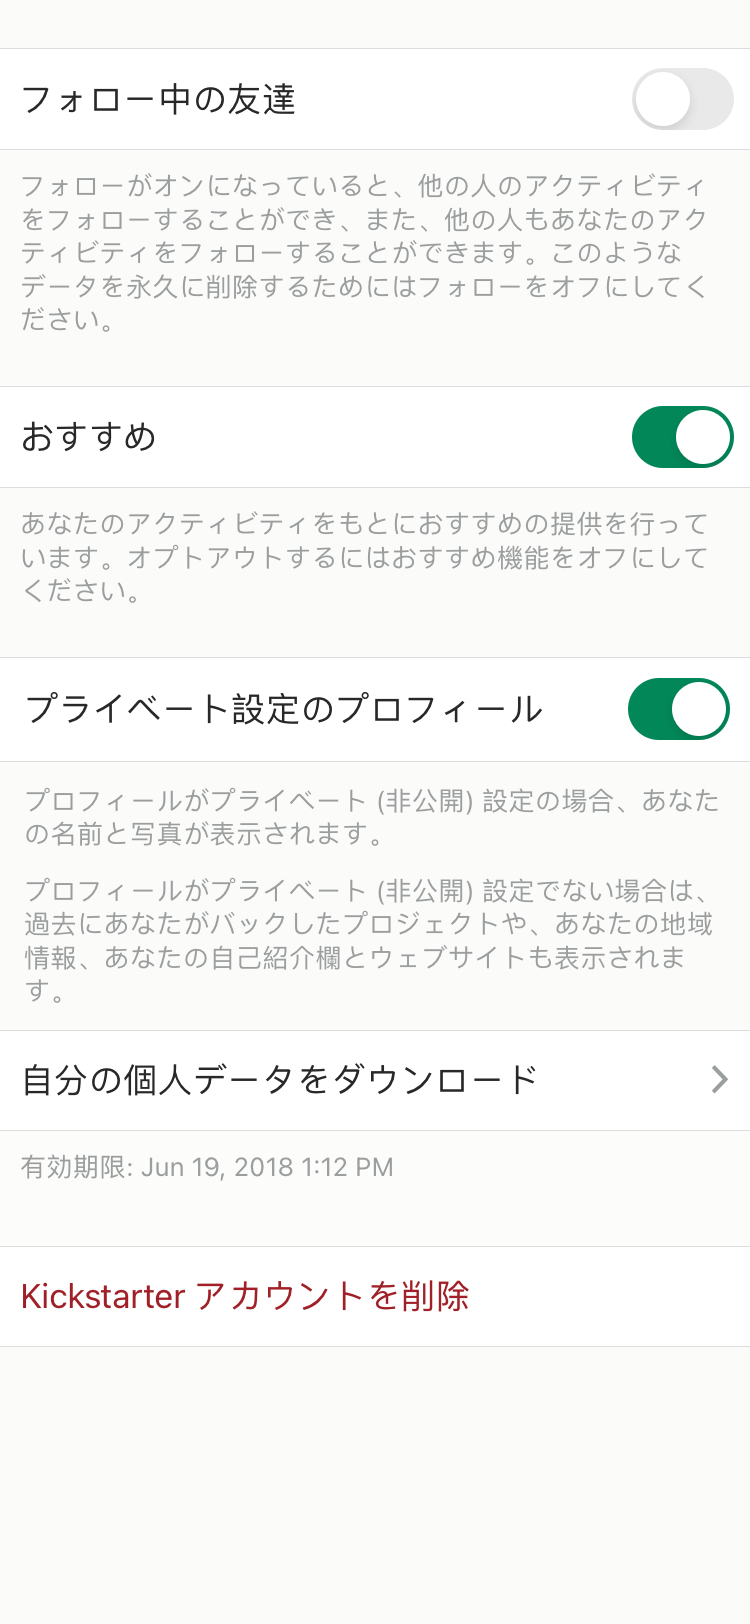 フォロー中の友達
フォローがオンになっていると、他の人のアクティビティ
をフォローすることができ、また、他の人もあなたのアク
ティビティをフォローすることができます。このような
データを永久に削除するためにはフォローをオフにしてく
ださい。
おすすめ
あなたのアクティビティをもとにおすすめの提供を行って
います。オプトアウトするにはおすすめ機能をオフにして
ください。
プライベート設定のプロフィール
プロフィールがプライベート (非公開) 設定の場合、あなた
の名前と写真が表示されます。
プロフィールがプライベート (非公開) 設定でない場合は、
過去にあなたがバックしたプロジェクトや、あなたの地域
情報、あなたの自己紹介欄とウェブサイトも表示されま
す。
自分の個人データをダウンロード
有効期限: Jun 19, 2018 1:12 PM
Kickstarter アカウントを削除